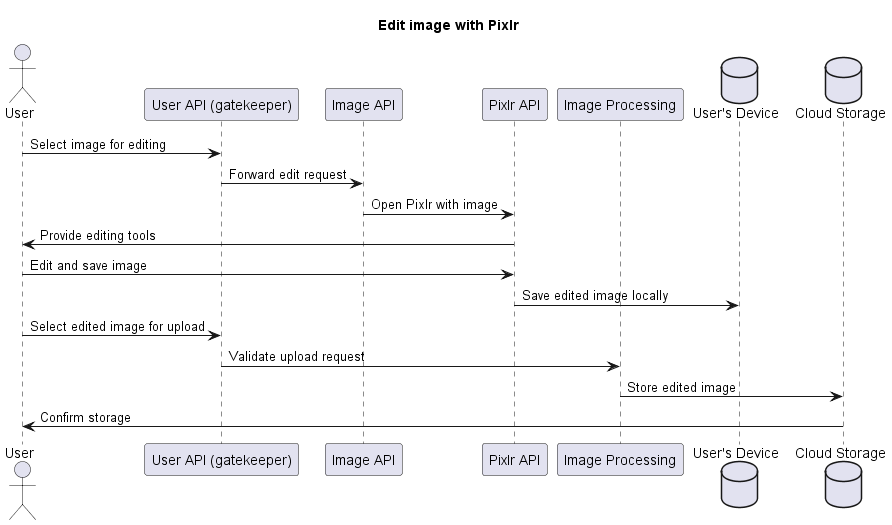 Edit image with Pixlr
User
User API (gatekeeper)
Image API
Pixlr API
Image Processing
User's Device
Cloud Storage
Select image for editing
Forward edit request
Open Pixlr with image
Provide editing tools
Edit and save image
Save edited image locally
Select edited image for upload
Validate upload request
Store edited image
Confirm storage
User
User API (gatekeeper)
Image API
Pixlr API
Image Processing
User's Device
Cloud Storage